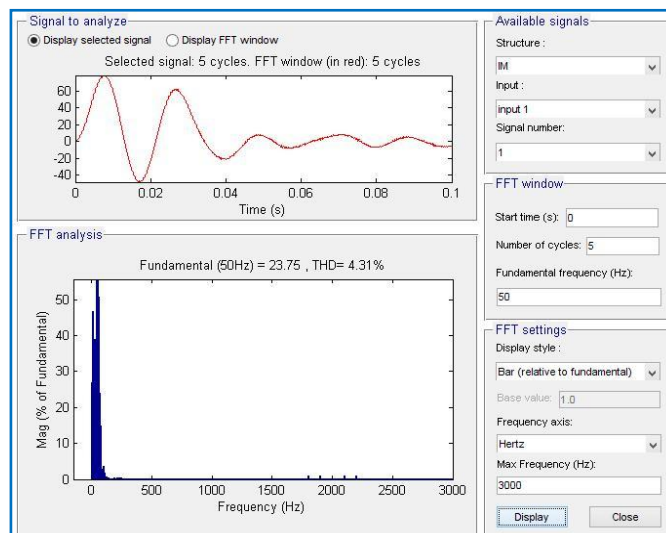 Signal to analyze
Display selected signal Display FFT window
Selected signal: 5 cycles. FFT window (in red): 5 cycles
60
40
20
0
-20
-40
0 0.02 0.04 0.06 0.08 0.1
Time (s)
FFT analysis
Fundamental (50Hz) = 23.75 , THD= 4.31%
50
40
30
20
10
0
Mag (% of Fundamental)
0 500 1000 1500 2000 2500 3000
Frequency (Hz)
Available signals
Structure :
IM
Input :
input 1
Signal number:
1
FFT window
Start time (s): 0
Number of cycles: 5
Fundamental frequency (Hz):
50
FFT settings
Display style :
Bar (relative to fundamental)
Base value: 1.0
Frequency axis:
Hertz
Max Frequency (Hz):
3000
Display Close